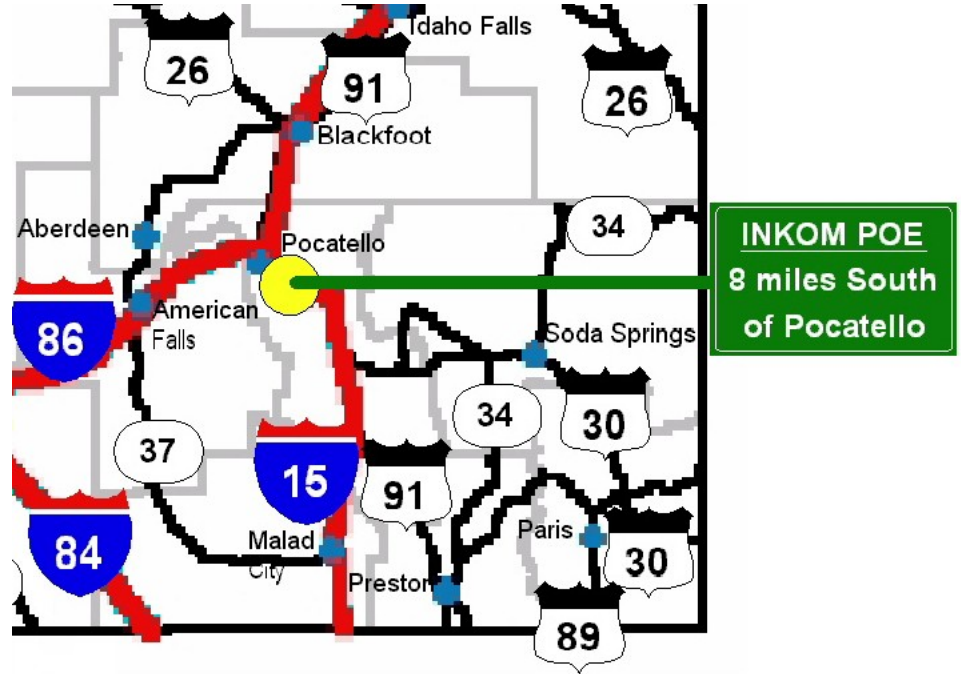 Idaho Falls
26
91
26
Blackfoot
Aberdeen
34
Pocatello
INKOM POE
8 miles South
of Pocatello
86
American
Falls
Soda Springs
34
30
37
15
91
84
Malad
City
Paris
30
Preston
89